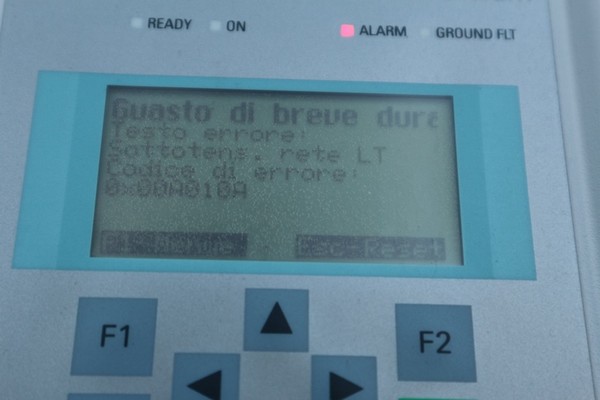 READY ON ALARM GROUND FLT
Guasto di breve dura
Testo errore:
Sottotens. rete LT
Codice di errore:
0x00A010A
Esc-Reset
F1
F2